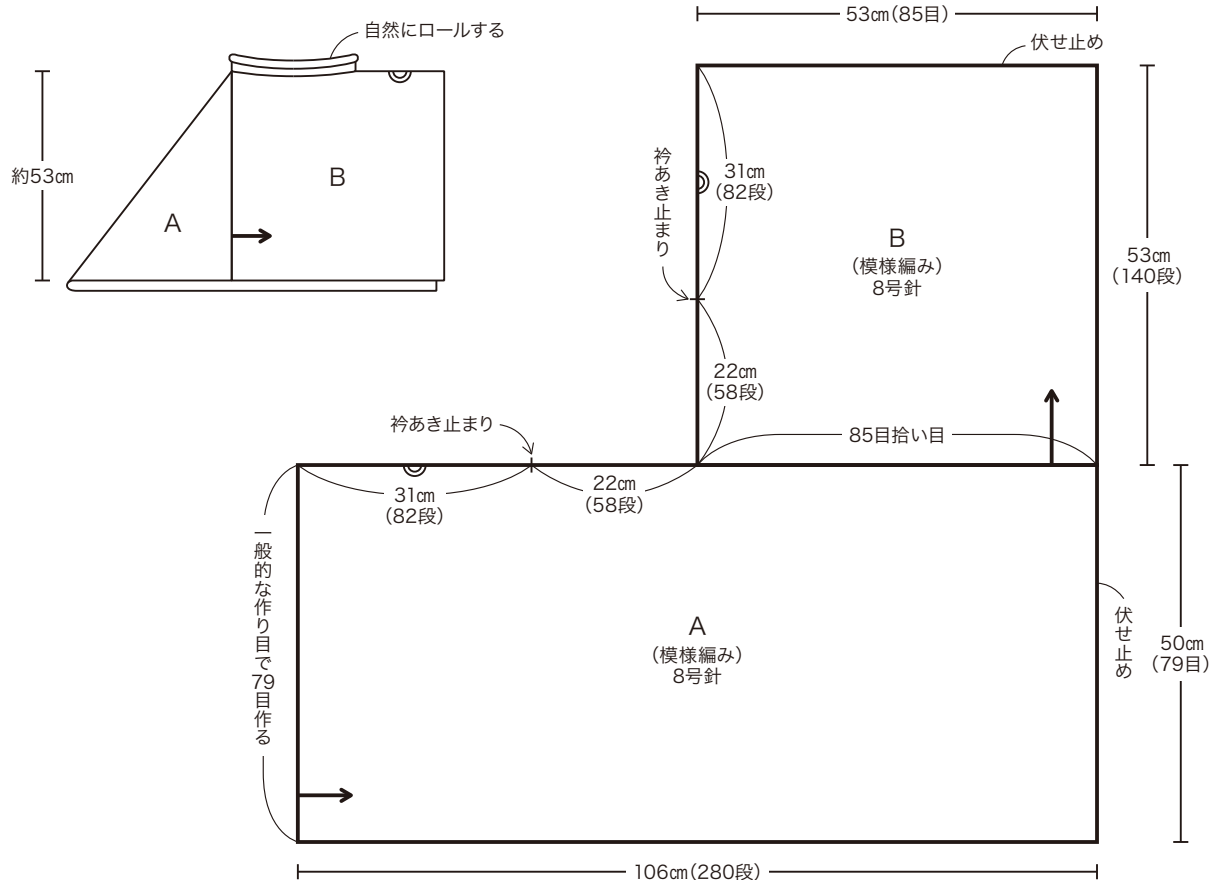 自然にロールする
約53㎝
A
B
53㎝(85目)
伏せ止め
衿あき止まり
31㎝
(82段)
B
(模様編み)
8号針
53㎝
(140段)
22㎝
(58段)
85目拾い目
衿あき止まり
31㎝
(82段)
22㎝
(58段)
一般的な作り目で79目作る
A
(模様編み)
8号針
伏せ止め
50㎝
(79目)
106㎝(280段)